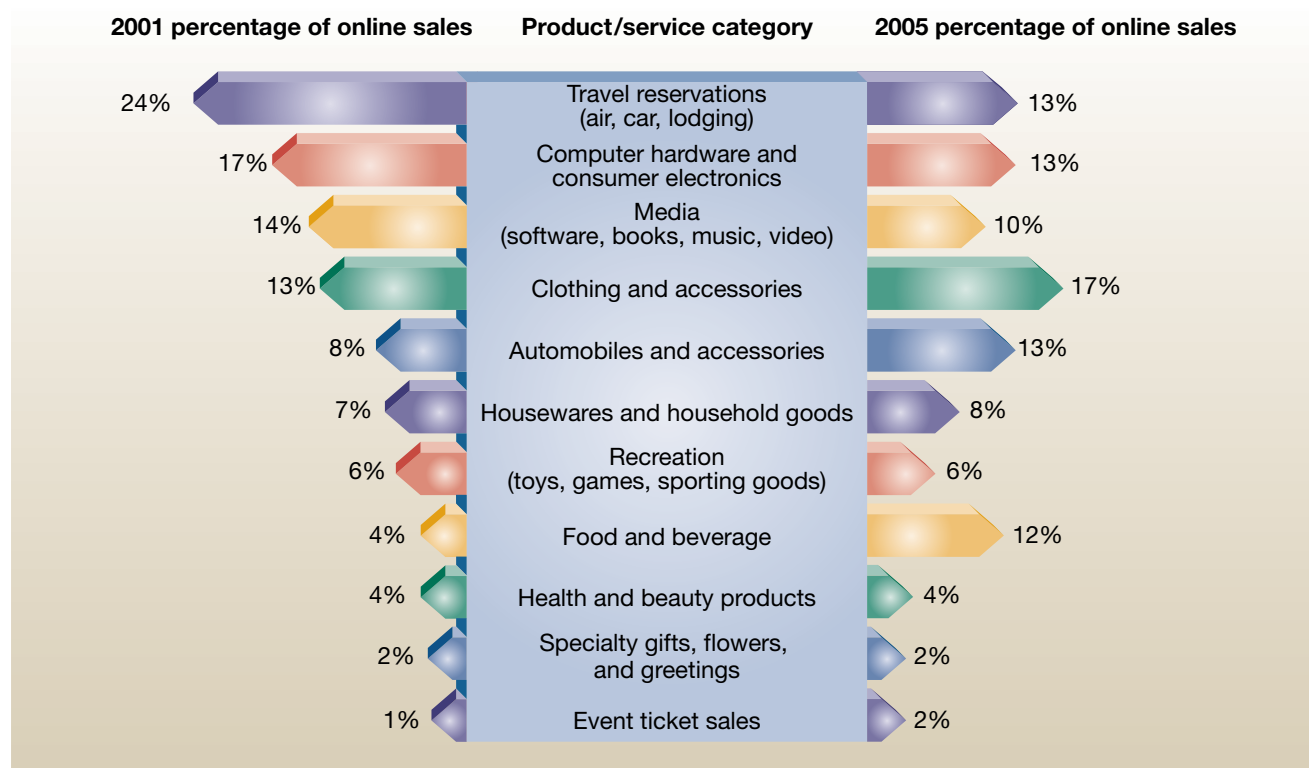 2001 percentage of online sales Product/service category 2005 percentage of online sales
24% Travel reservations 13%
(air, car, lodging)
17% Computer hardware and 13%
consumer electronics
14% Media 10%
(software, books, music, video)
13% Clothing and accessories 17%
8% Automobiles and accessories 13%
7% Housewares and household goods 8%
6% Recreation 6%
(toys, games, sporting goods)
4% Food and beverage 12%
4% Health and beauty products 4%
2% Specialty gifts, flowers, 2%
and greetings
1% Event ticket sales 2%